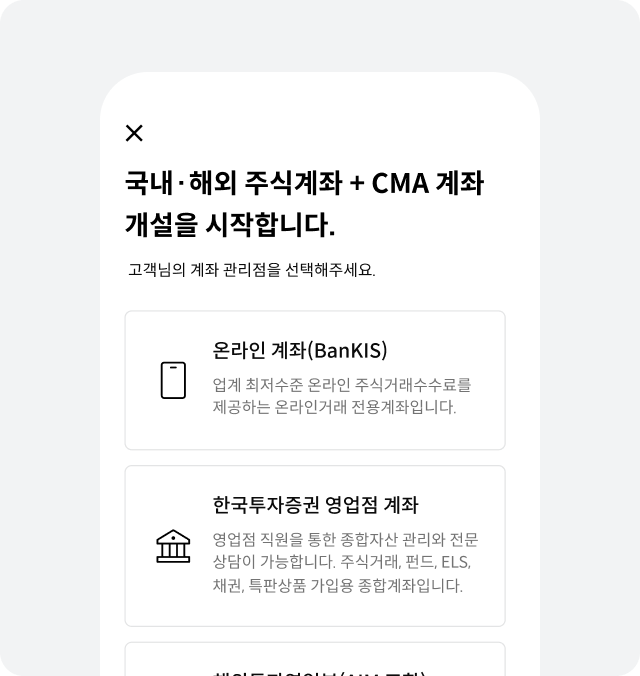 국내·해외 주식계좌 + CMA 계좌
개설을 시작합니다.
고객님의 계좌 관리점을 선택해주세요.
온라인 계좌(BanKIS)
업계 최저수준 온라인 주식거래수수료를
제공하는 온라인거래 전용계좌입니다.
한국투자증권 영업점 계좌
영업점 직원을 통한 종합자산 관리와 전문
상담이 가능합니다. 주식거래, 펀드, ELS,
채권, 특판상품 가입용 종합계좌입니다.